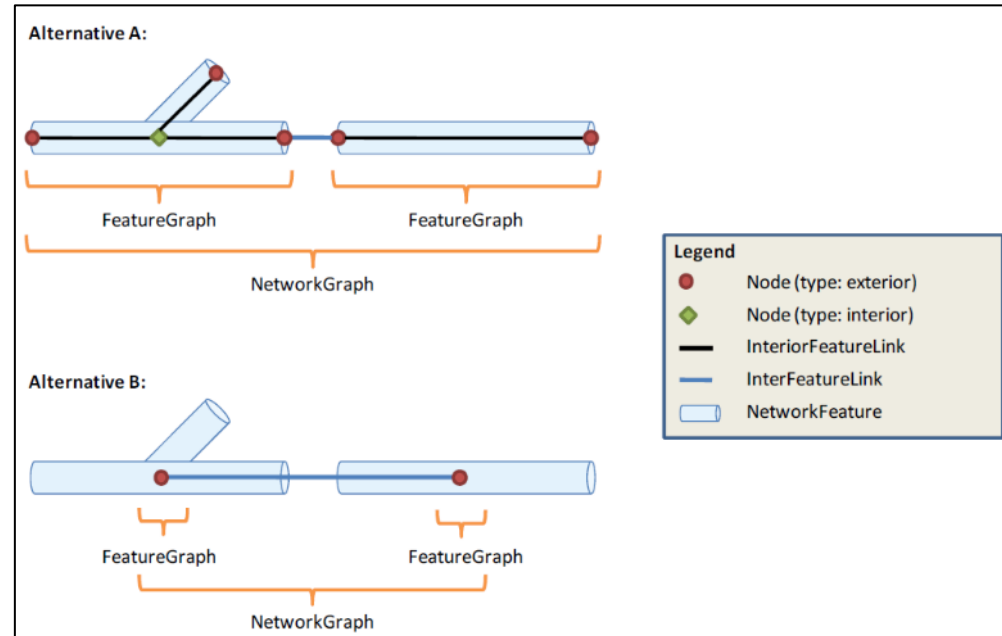 Alternative A:
FeatureGraph
FeatureGraph
NetworkGraph
Legend
Node (type: exterior)
Node (type: interior)
InteriorFeatureLink
InterFeatureLink
NetworkFeature
Alternative B:
FeatureGraph
FeatureGraph
NetworkGraph